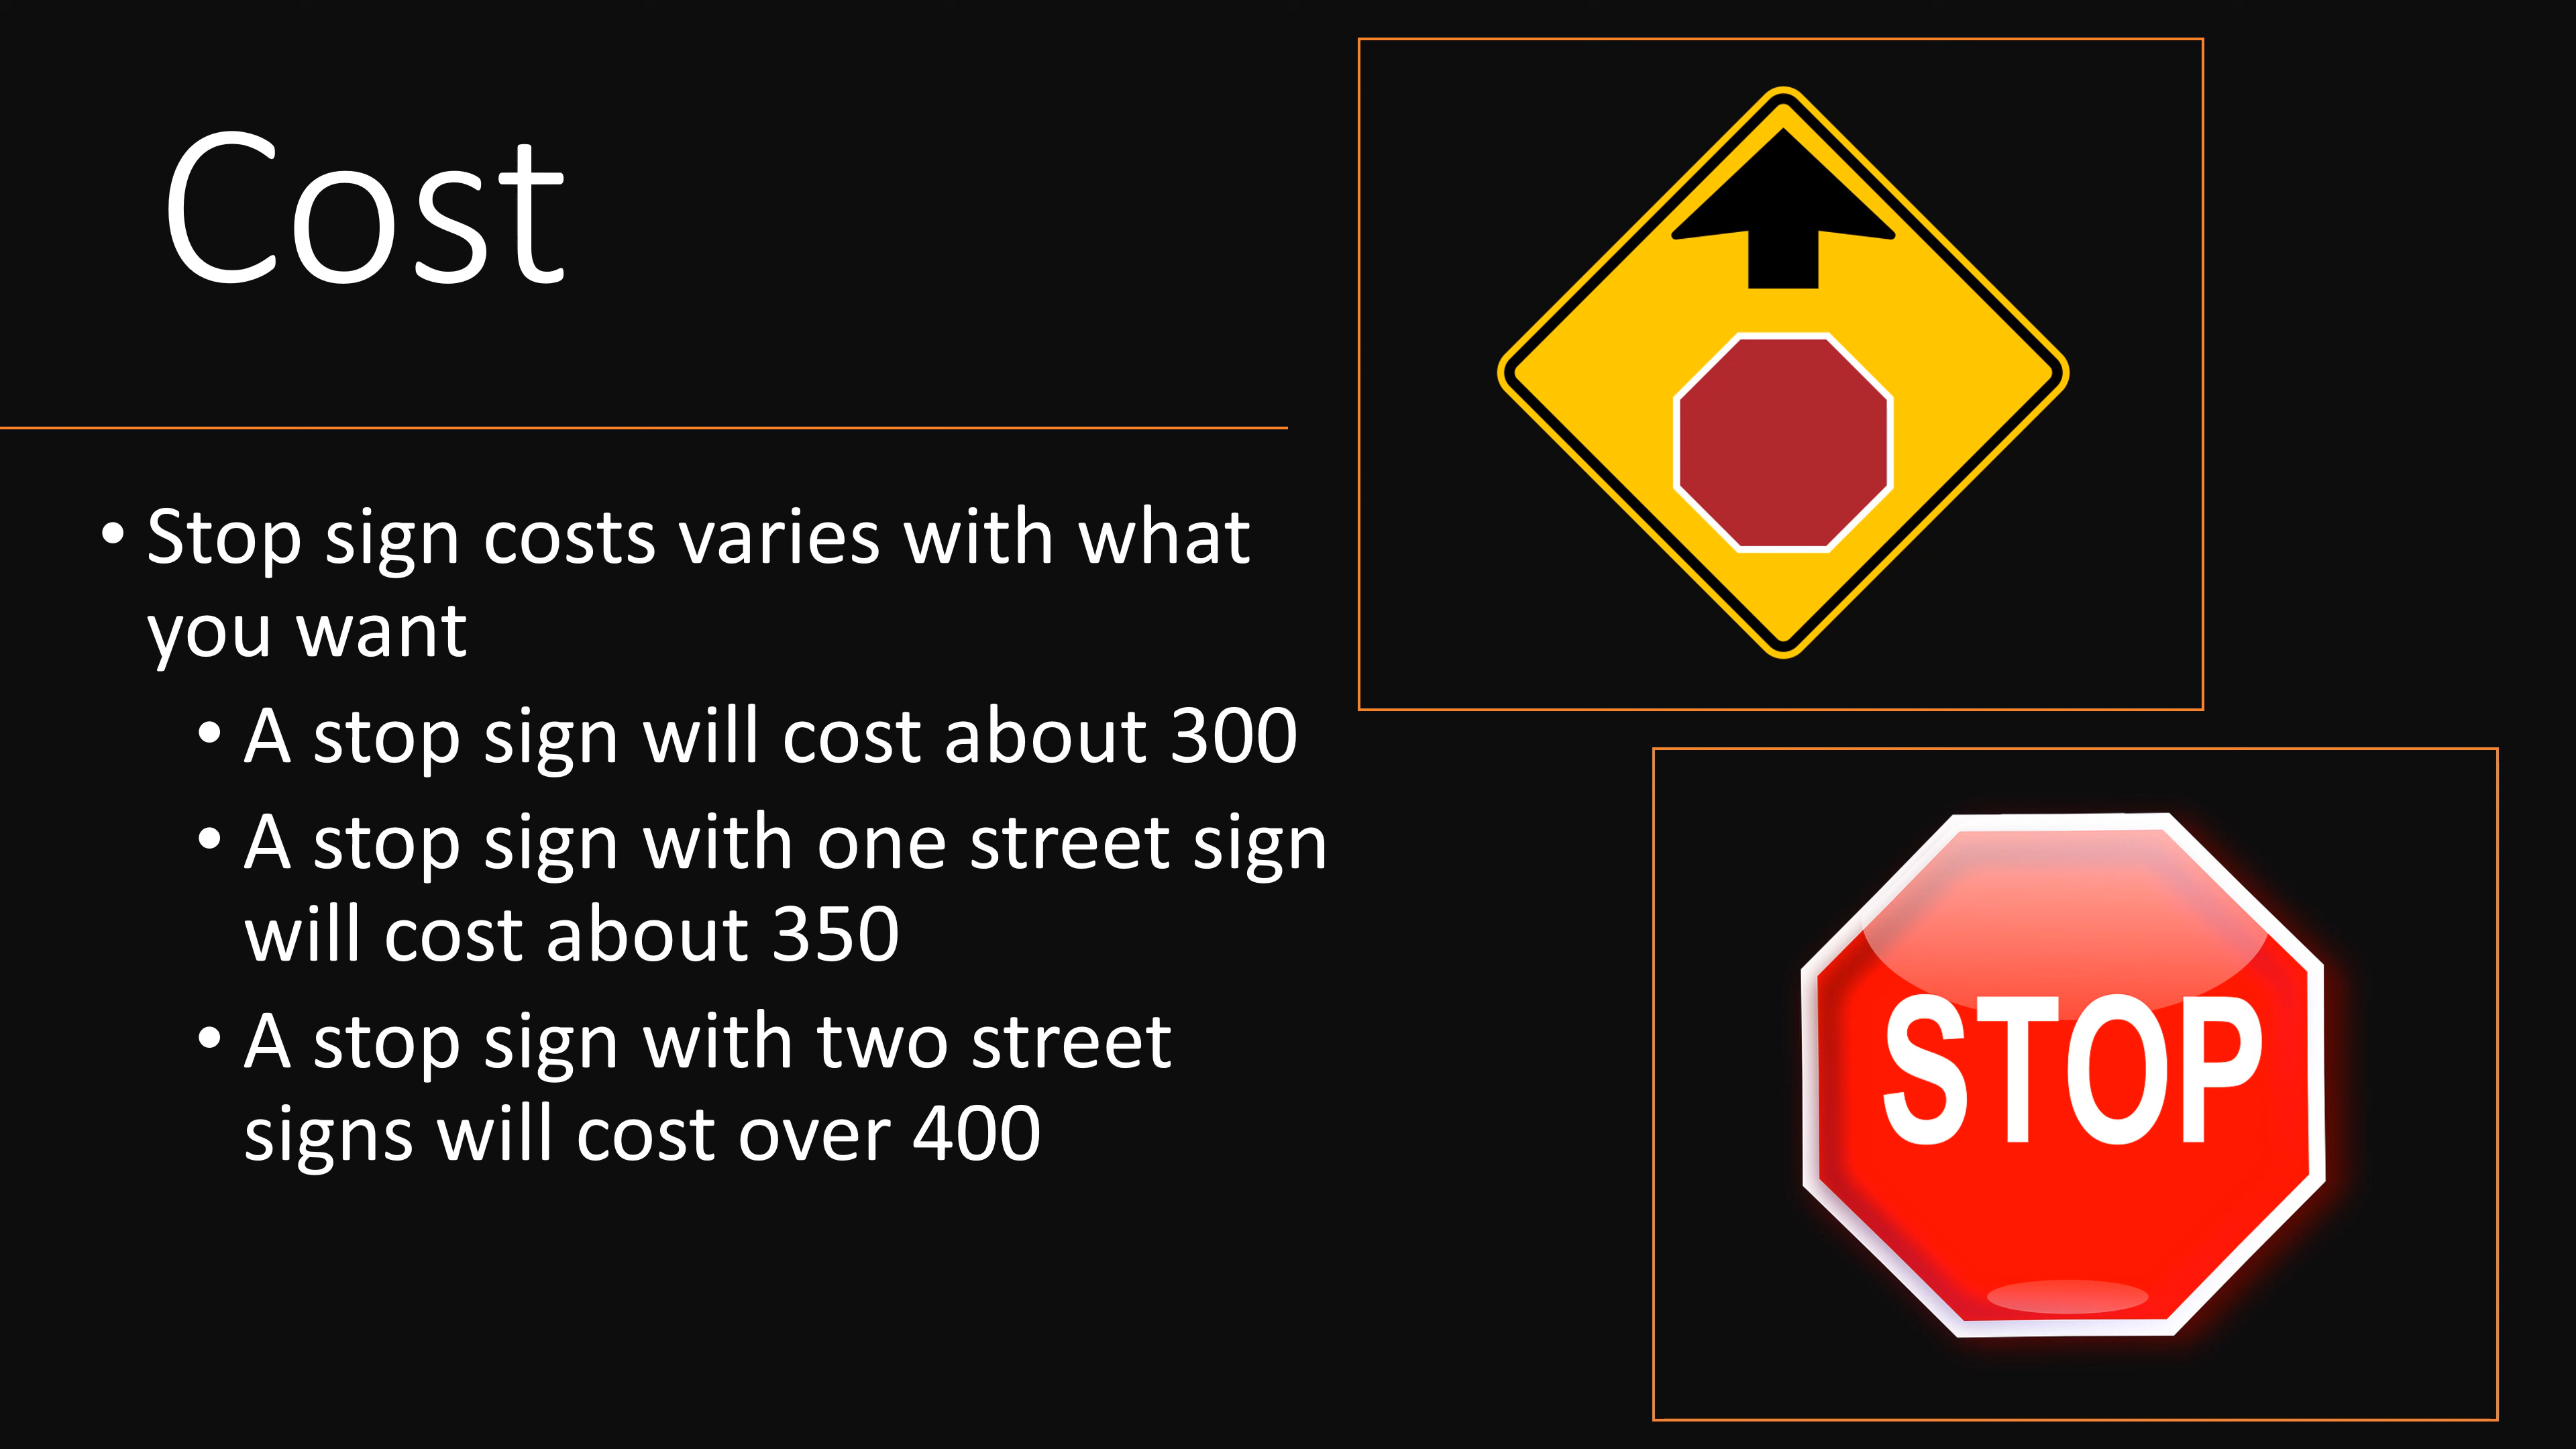 Cost
• Stop sign costs varies with what
you want
• A stop sign will cost about 300
• A stop sign with one street sign
will cost about 350
• A stop sign with two street
signs will cost over 400
STOP